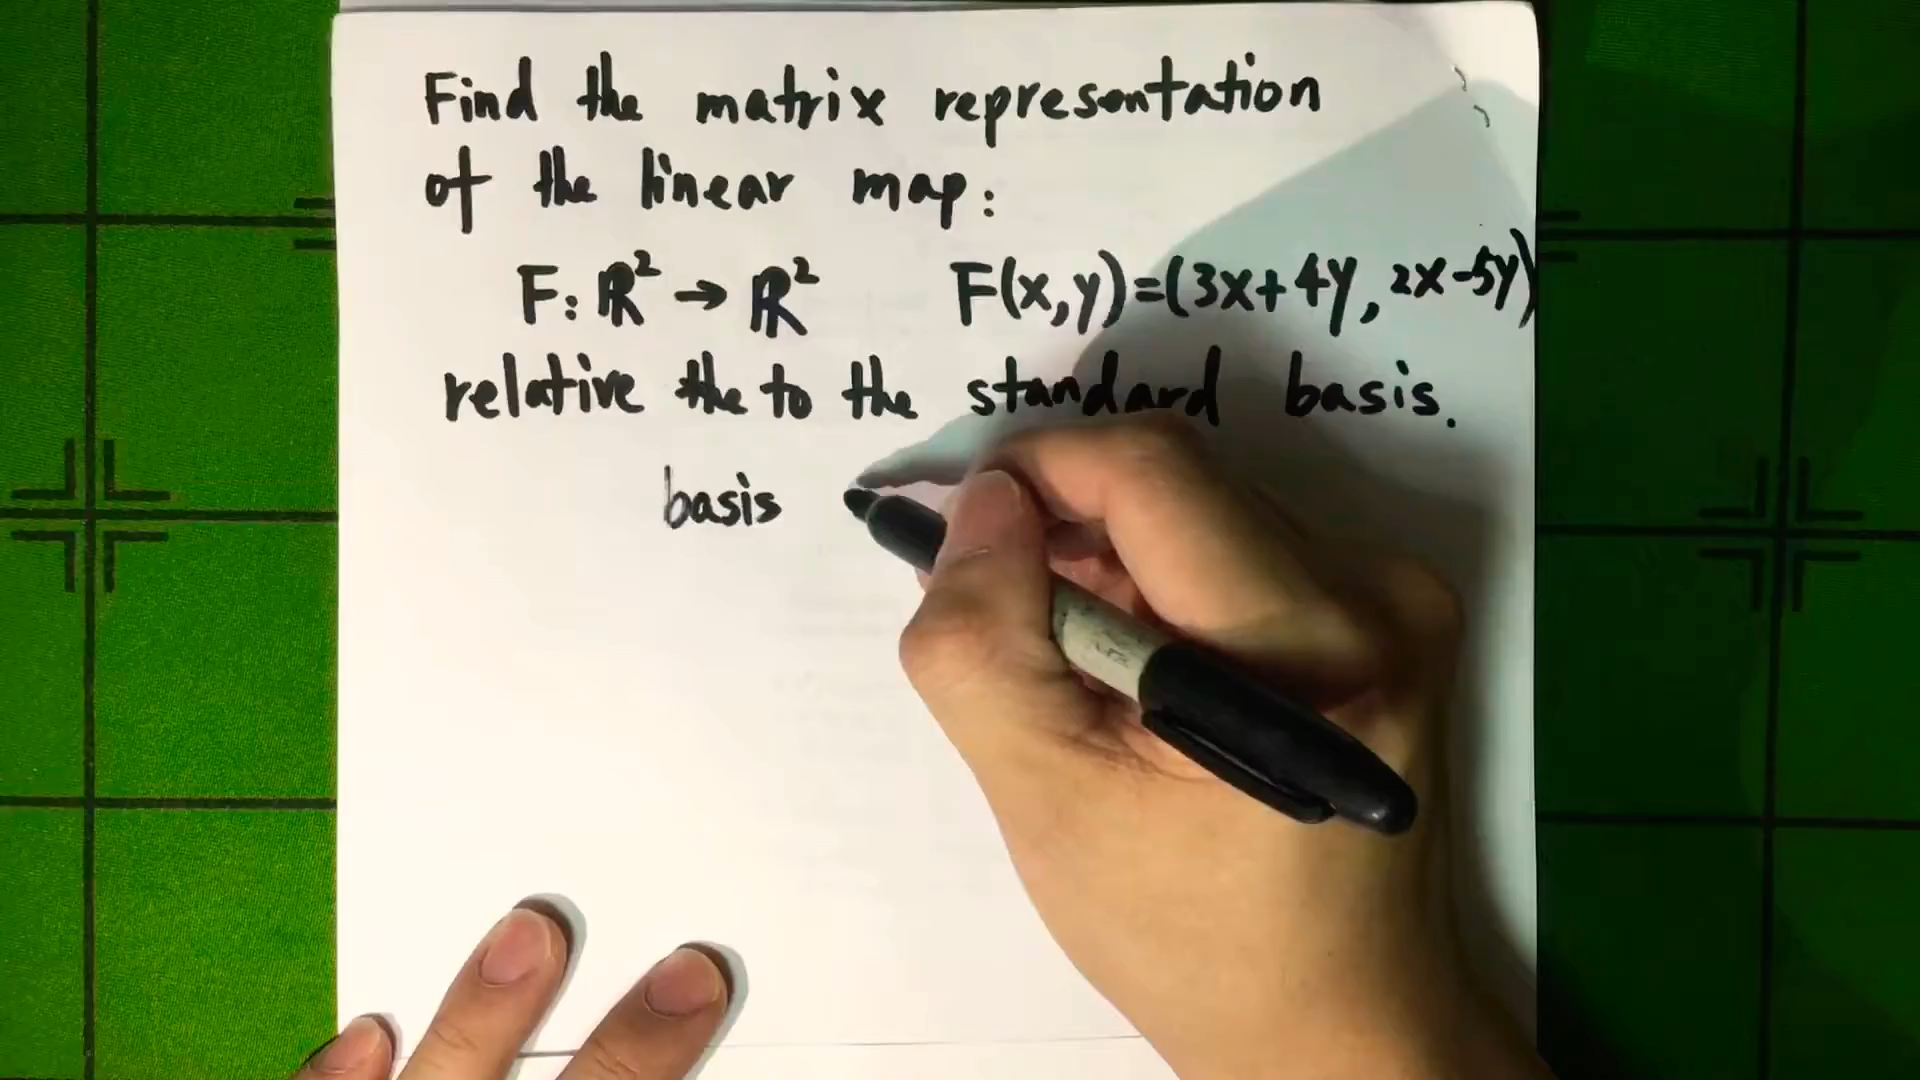 Find the matrix representation
of the linear map:
F: ℝ² → ℝ² F(x,y)=(3x+4y, 2x-5y)
relative the to the standard basis.
basis